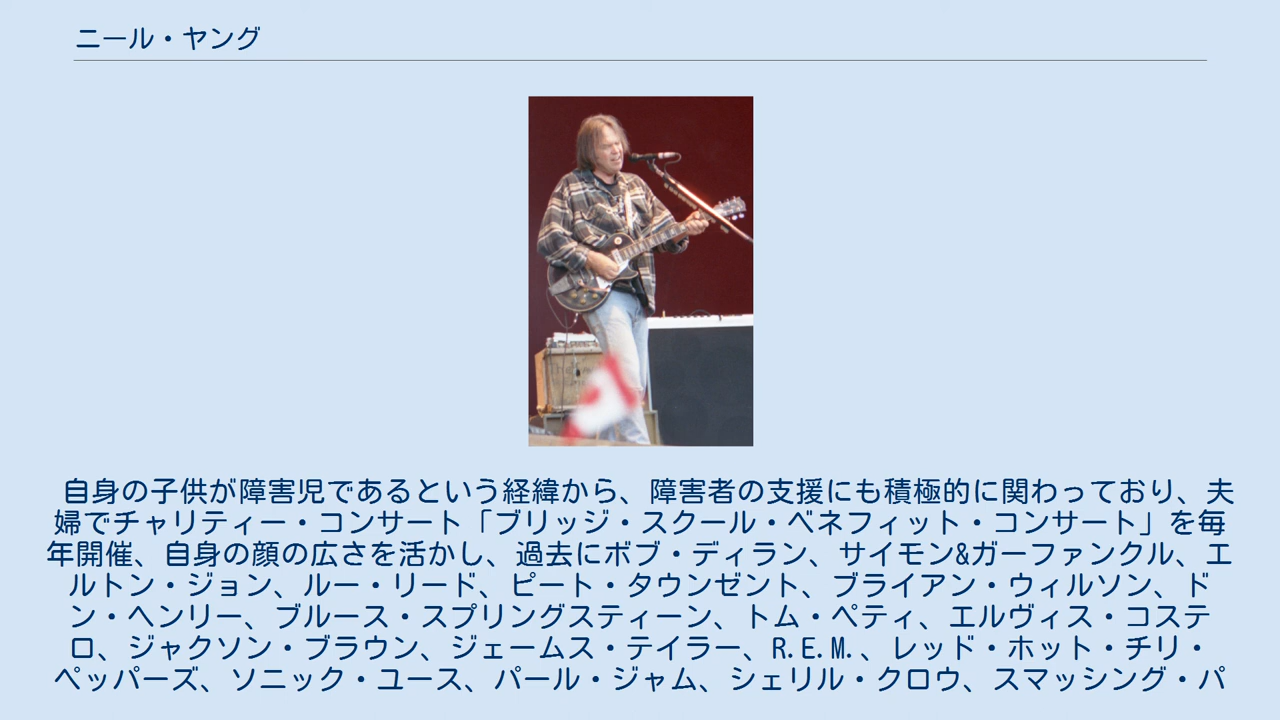 ニール・ヤング
自身の子供が障害児であるという経緯から、障害者の支援にも積極的に関わっており、夫
婦でチャリティー・コンサート「ブリッジ・スクール・ベネフィット・コンサート」を毎
年開催、自身の顔の広さを活かし、過去にボブ・ディラン、サイモン&ガーファンクル、エ
ルトン・ジョン、ルー・リード、ピート・タウンゼント、ブライアン・ウィルソン、ド
ン・ヘンリー、ブルース・スプリングスティーン、トム・ペティ、エルヴィス・コステ
ロ、ジャクソン・ブラウン、ジェームス・テイラー、R.E.M.、レッド・ホット・チリ・
ペッパーズ、ソニック・ユース、パール・ジャム、シェリル・クロウ、スマッシング・パ